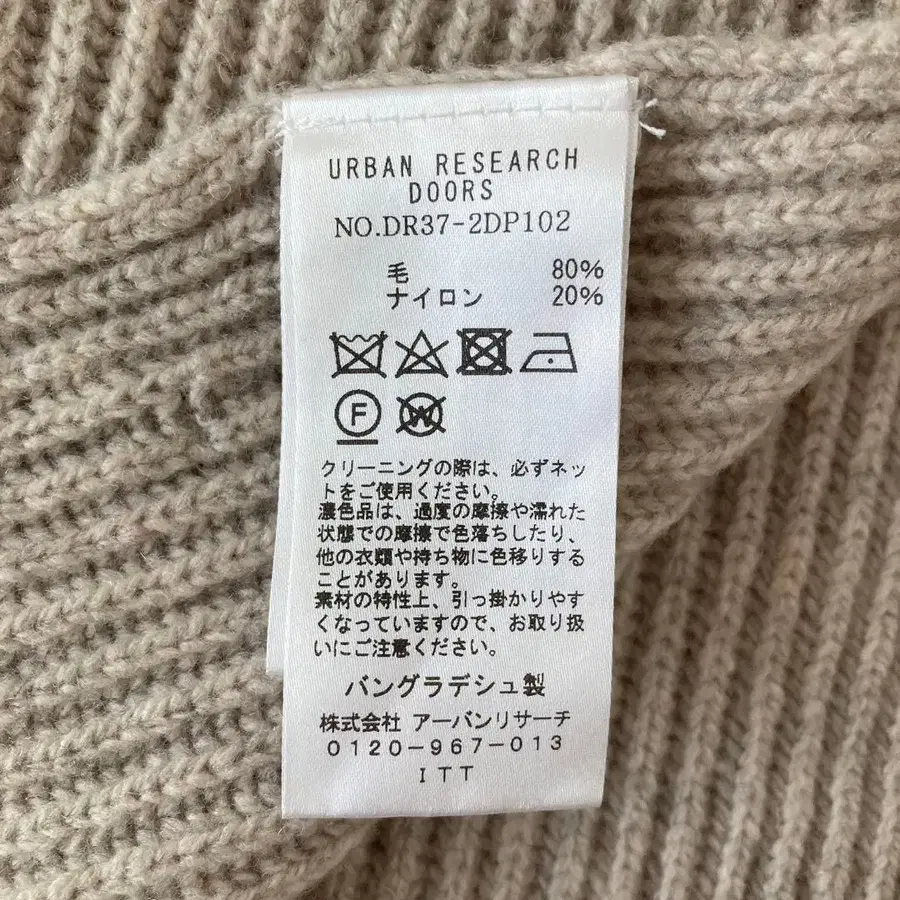 URBAN RESEARCH
DOORS
NO.DR37-2DP102
毛 80%
ナイロン 20%
F W
クリーニングの際は、必ずネッ
トをご使用ください。
濃色品は、過度の摩擦や濡れた
状態での摩擦で色落ちしたり、
他の衣類や持ち物に色移りする
ことがあります。
素材の特性上、引っ掛かりやす
くなっていますので、お取り扱
いにご注意ください。
バングラデシュ製
株式会社 アーバンリサーチ
0120-967-013
ITT